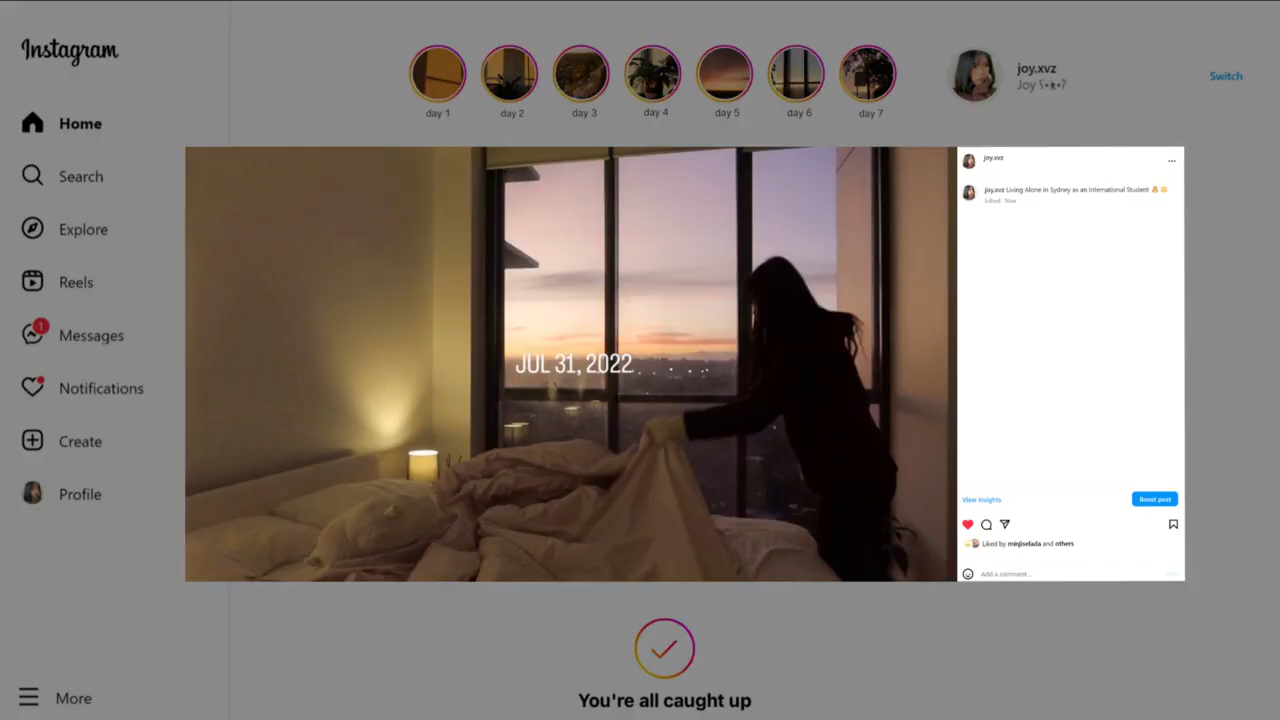 Instagram
Home
Search
Explore
Reels
1
Messages
Notifications
Create
Profile
More
day 1
day 2
day 3
day 4
day 5
day 6
day 7
joy.xvz
Switch
JUL 31, 2022
joy.xvz
joy.xvz Living Alone in Sydney as an International Student
Edited · Now
View insights
Boost post
Liked by minjiselada and others
Add a comment...
You're all caught up